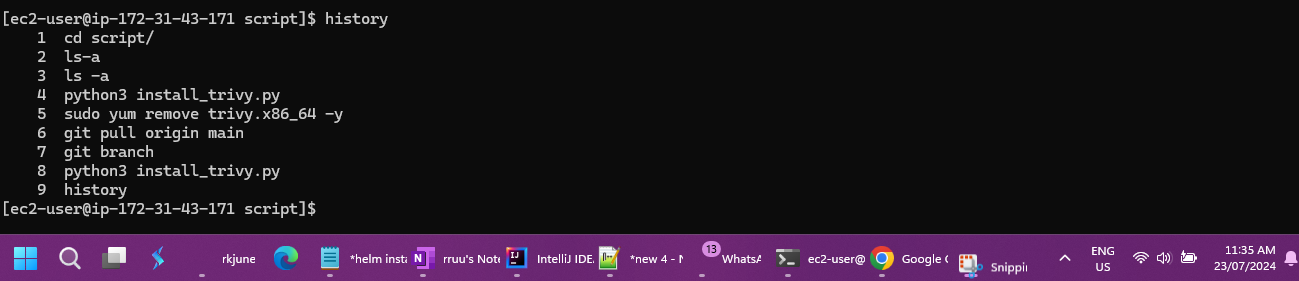 [ec2-user@ip-172-31-43-171 script]$ history
1 cd script/
2 ls-a
3 ls -a
4 python3 install_trivy.py
5 sudo yum remove trivy.x86_64 -y
6 git pull origin main
7 git branch
8 python3 install_trivy.py
9 history
[ec2-user@ip-172-31-43-171 script]$
rkjune *helm insta rruu's Note IntelliJ IDE. *new 4 - N 13 WhatsA ec2-user@ Google C Snippi ENG 11:35 AM
US 23/07/2024